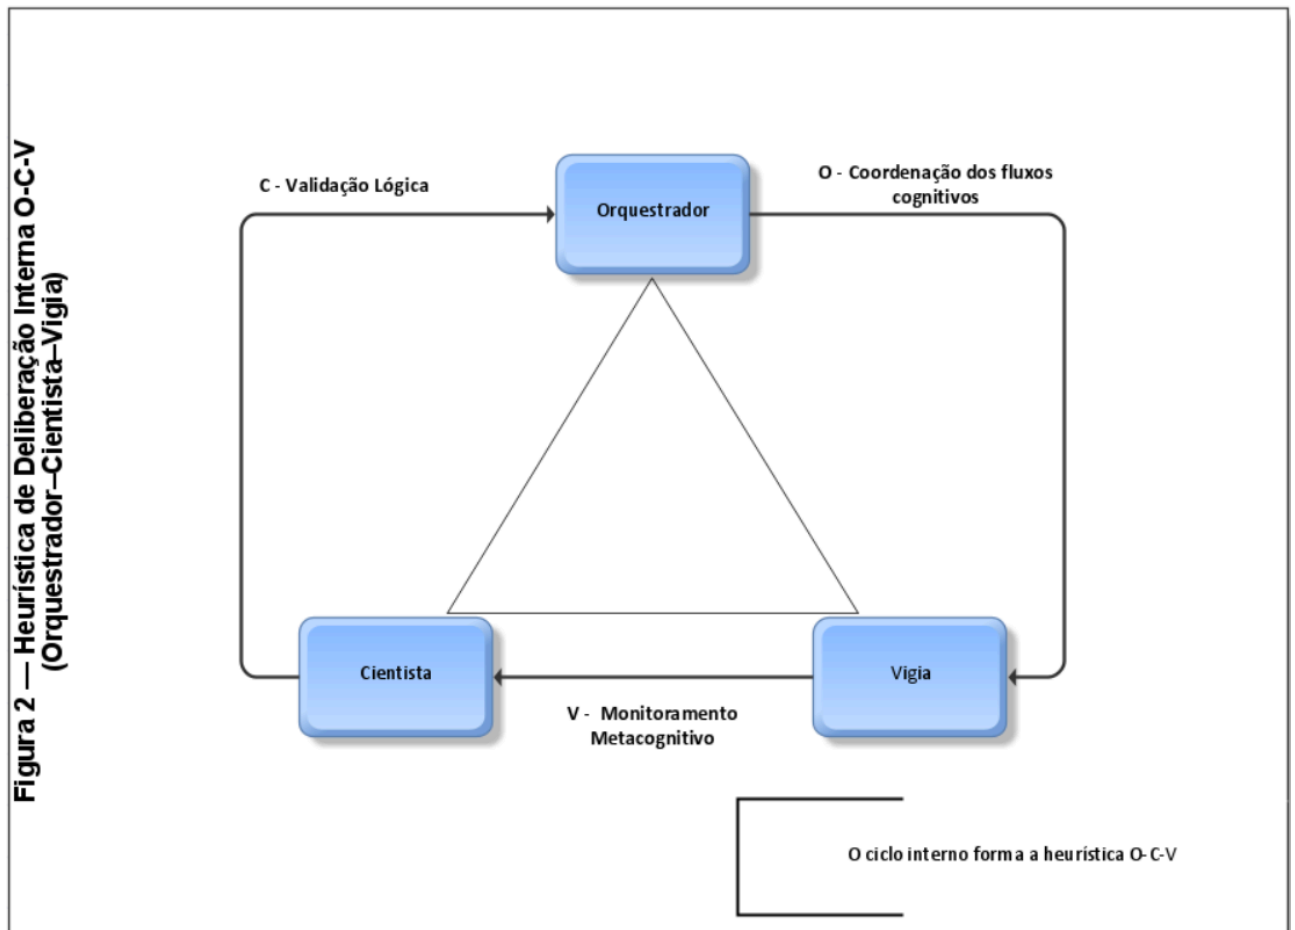 Figura 2 — Heurística de Deliberação Interna O-C-V
(Orquestrador–Cientista–Vigia)
C - Validação Lógica
Orquestrador
O - Coordenação dos fluxos
cognitivos
Cientista
Vigia
V - Monitoramento
Metacognitivo
O ciclo interno forma a heurística O-C-V